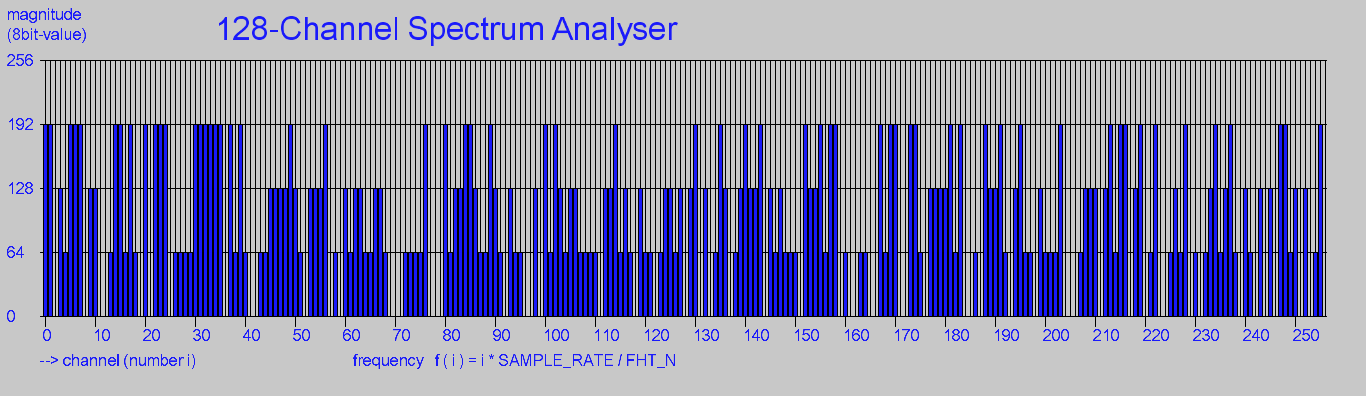 magnitude
(8bit-value)
128-Channel Spectrum Analyser
256
192
128
64
0
0 10 20 30 40 50 60 70 80 90 100 110 120 130 140 150 160 170 180 190 200 210 220 230 240 250
--> channel (number i)
frequency f ( i ) = i * SAMPLE_RATE / FHT_N